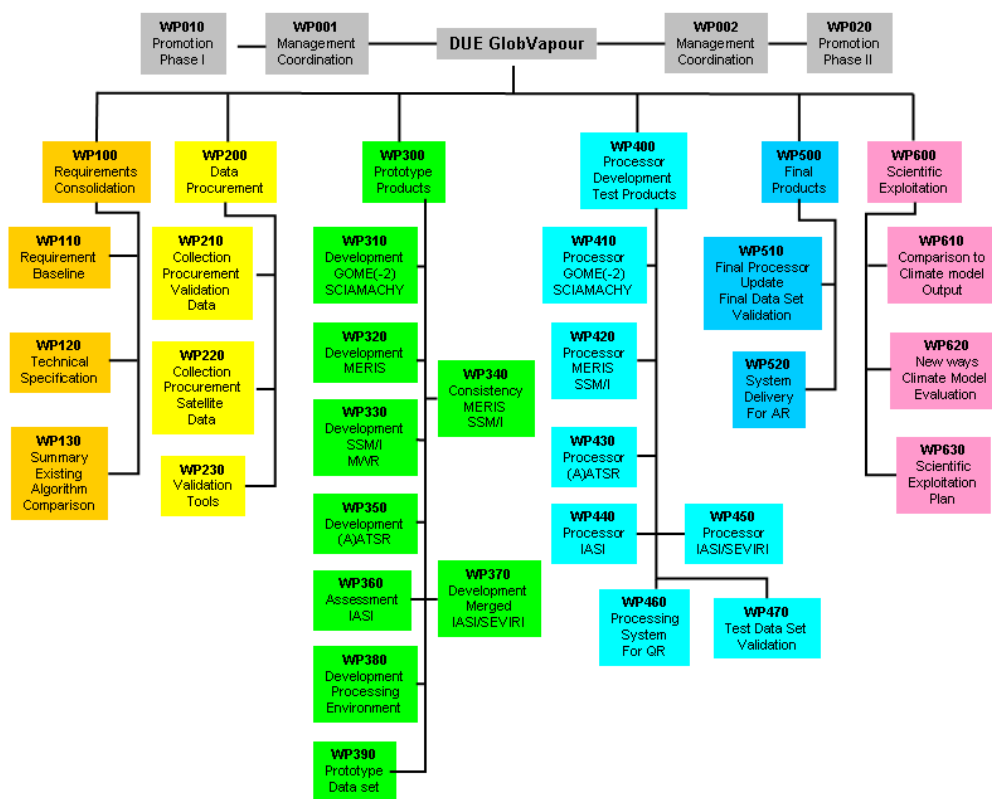 WP010
Promotion
Phase I
WP001
Management
Coordination
DUE GlobVapour
WP002
Management
Coordination
WP020
Promotion
Phase II
WP100
Requirements
Consolidation
WP110
Requirement
Baseline
WP120
Technical
Specification
WP130
Summary
Existing
Algorithm
Comparison
WP200
Data
Procurement
WP210
Collection
Procurement
Validation
Data
WP220
Collection
Procurement
Satellite
Data
WP230
Validation
Tools
WP300
Prototype
Products
WP310
Development
GOME(-2)
SCIAMACHY
WP320
Development
MERIS
WP330
Development
SSM/I
MWR
WP340
Consistency
MERIS
SSM/I
WP350
Development
(A)ATSR
WP360
Assessment
IASI
WP370
Development
Merged
IASI/SEVIRI
WP380
Development
Processing
Environment
WP390
Prototype
Data set
WP400
Processor
Development
Test Products
WP410
Processor
GOME(-2)
SCIAMACHY
WP420
Processor
MERIS
SSM/I
WP430
Processor
(A)ATSR
WP440
Processor
IASI
WP450
Processor
IASI/SEVIRI
WP460
Processing
System
For QR
WP470
Test Data Set
Validation
WP500
Final
Products
WP510
Final Processor
Update
Final Data Set
Validation
WP520
System
Delivery
For AR
WP600
Scientific
Exploitation
WP610
Comparison to
Climate model
Output
WP620
New ways
Climate Model
Evaluation
WP630
Scientific
Exploitation
Plan